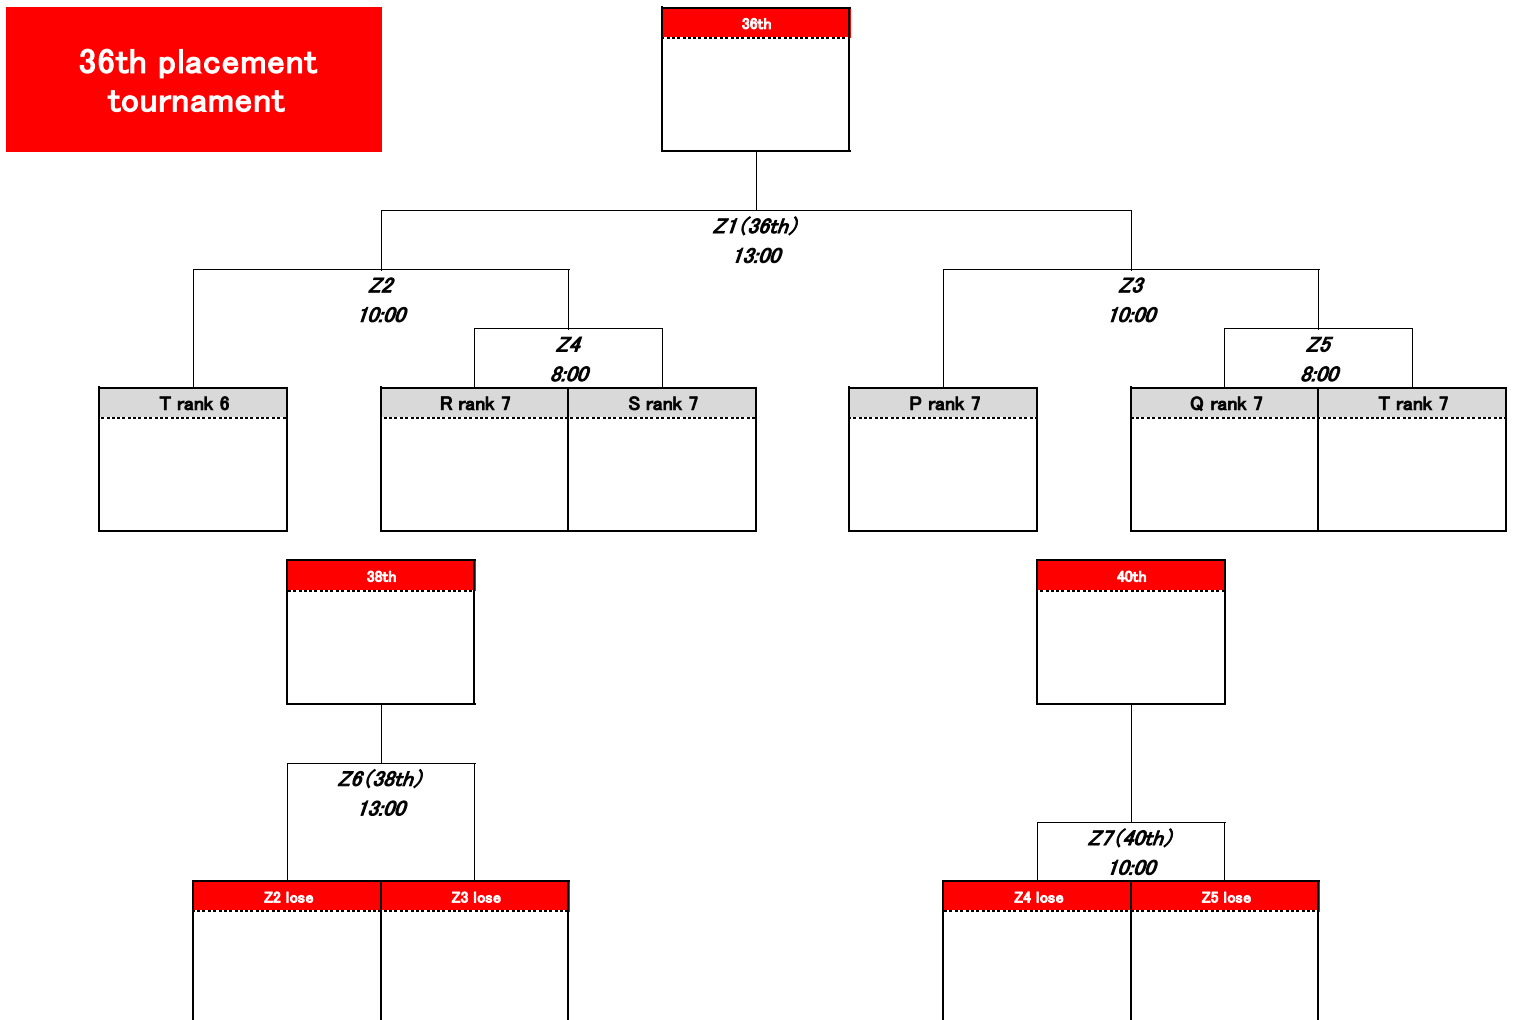 36th placement
tournament
36th
Z1(36th)
13:00
Z2
10:00
Z3
10:00
Z4
8:00
Z5
8:00
T rank 6
R rank 7
S rank 7
P rank 7
Q rank 7
T rank 7
38th
40th
Z6(38th)
13:00
Z7(40th)
10:00
Z2 lose
Z3 lose
Z4 lose
Z5 lose